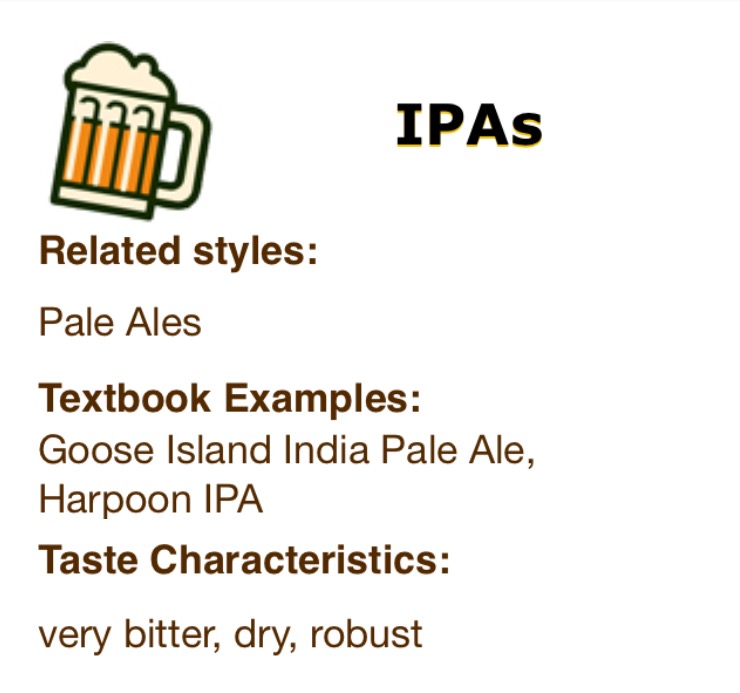 IPAs
Related styles:
Pale Ales
Textbook Examples:
Goose Island India Pale Ale,
Harpoon IPA
Taste Characteristics:
very bitter, dry, robust